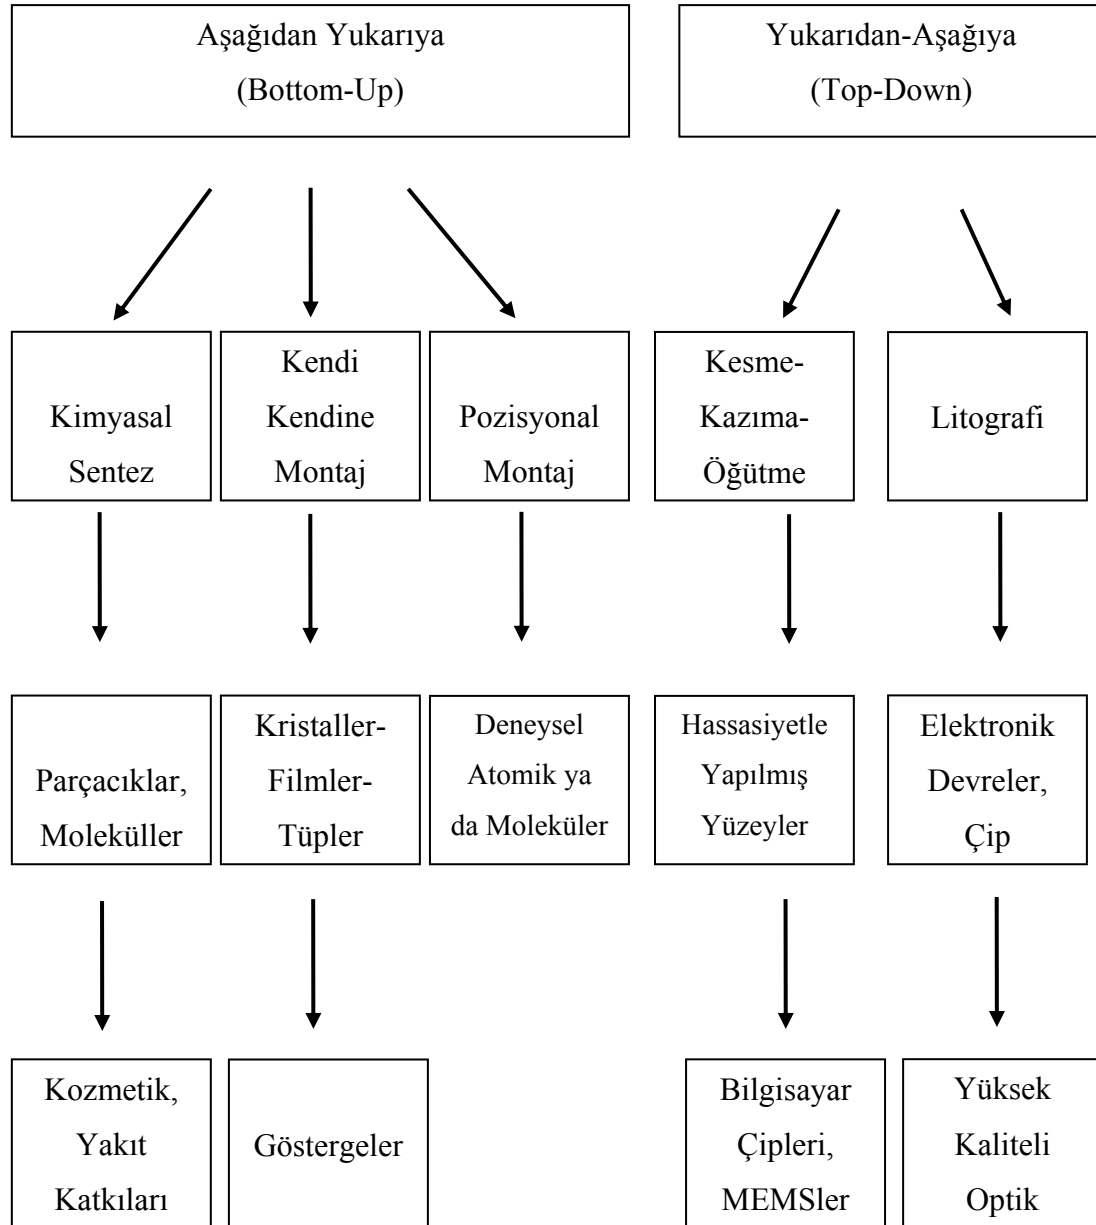 Aşağıdan Yukarıya
(Bottom-Up)
Yukarıdan-Aşağıya
(Top-Down)
Kimyasal
Sentez
Kendi
Kendine
Montaj
Pozisyonal
Montaj
Kesme-
Kazıma-
Öğütme
Litografi
Parçacıklar,
Moleküller
Kristaller-
Filmler-
Tüpler
Deneysel
Atomik ya
da Moleküler
Hassasiyetle
Yapılmış
Yüzeyler
Elektronik
Devreler,
Çip
Kozmetik,
Yakıt
Katkıları
Göstergeler
Bilgisayar
Çipleri,
MEMSler
Yüksek
Kaliteli
Optik